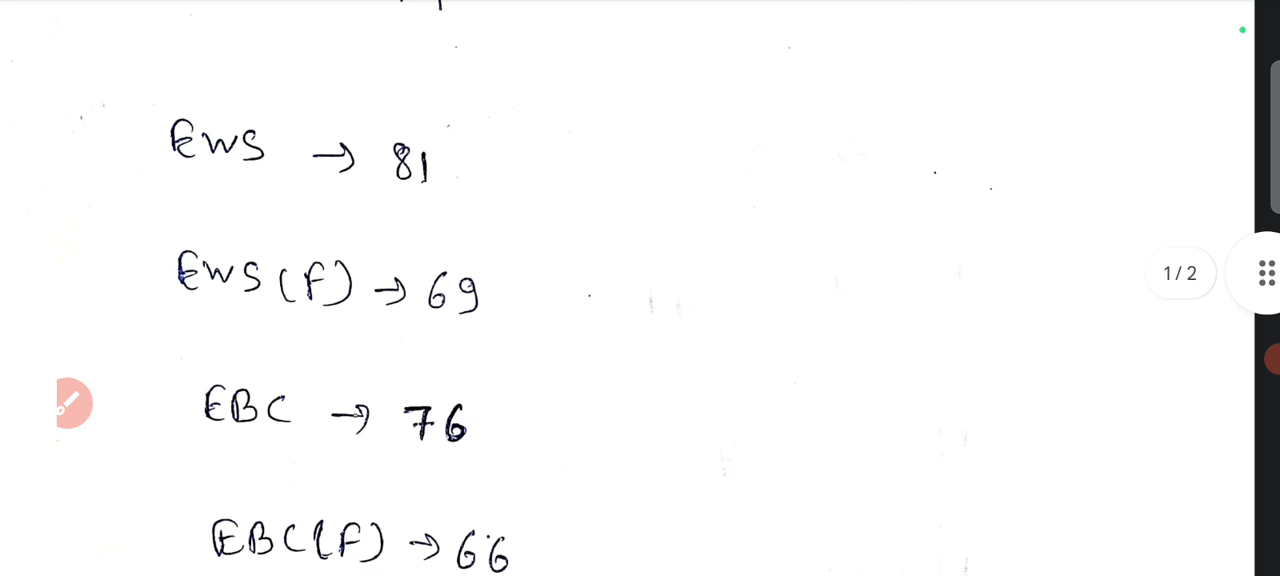 EWS → 81
EWS (F) → 69
1 / 2
EBC → 76
EBC (F) → 66